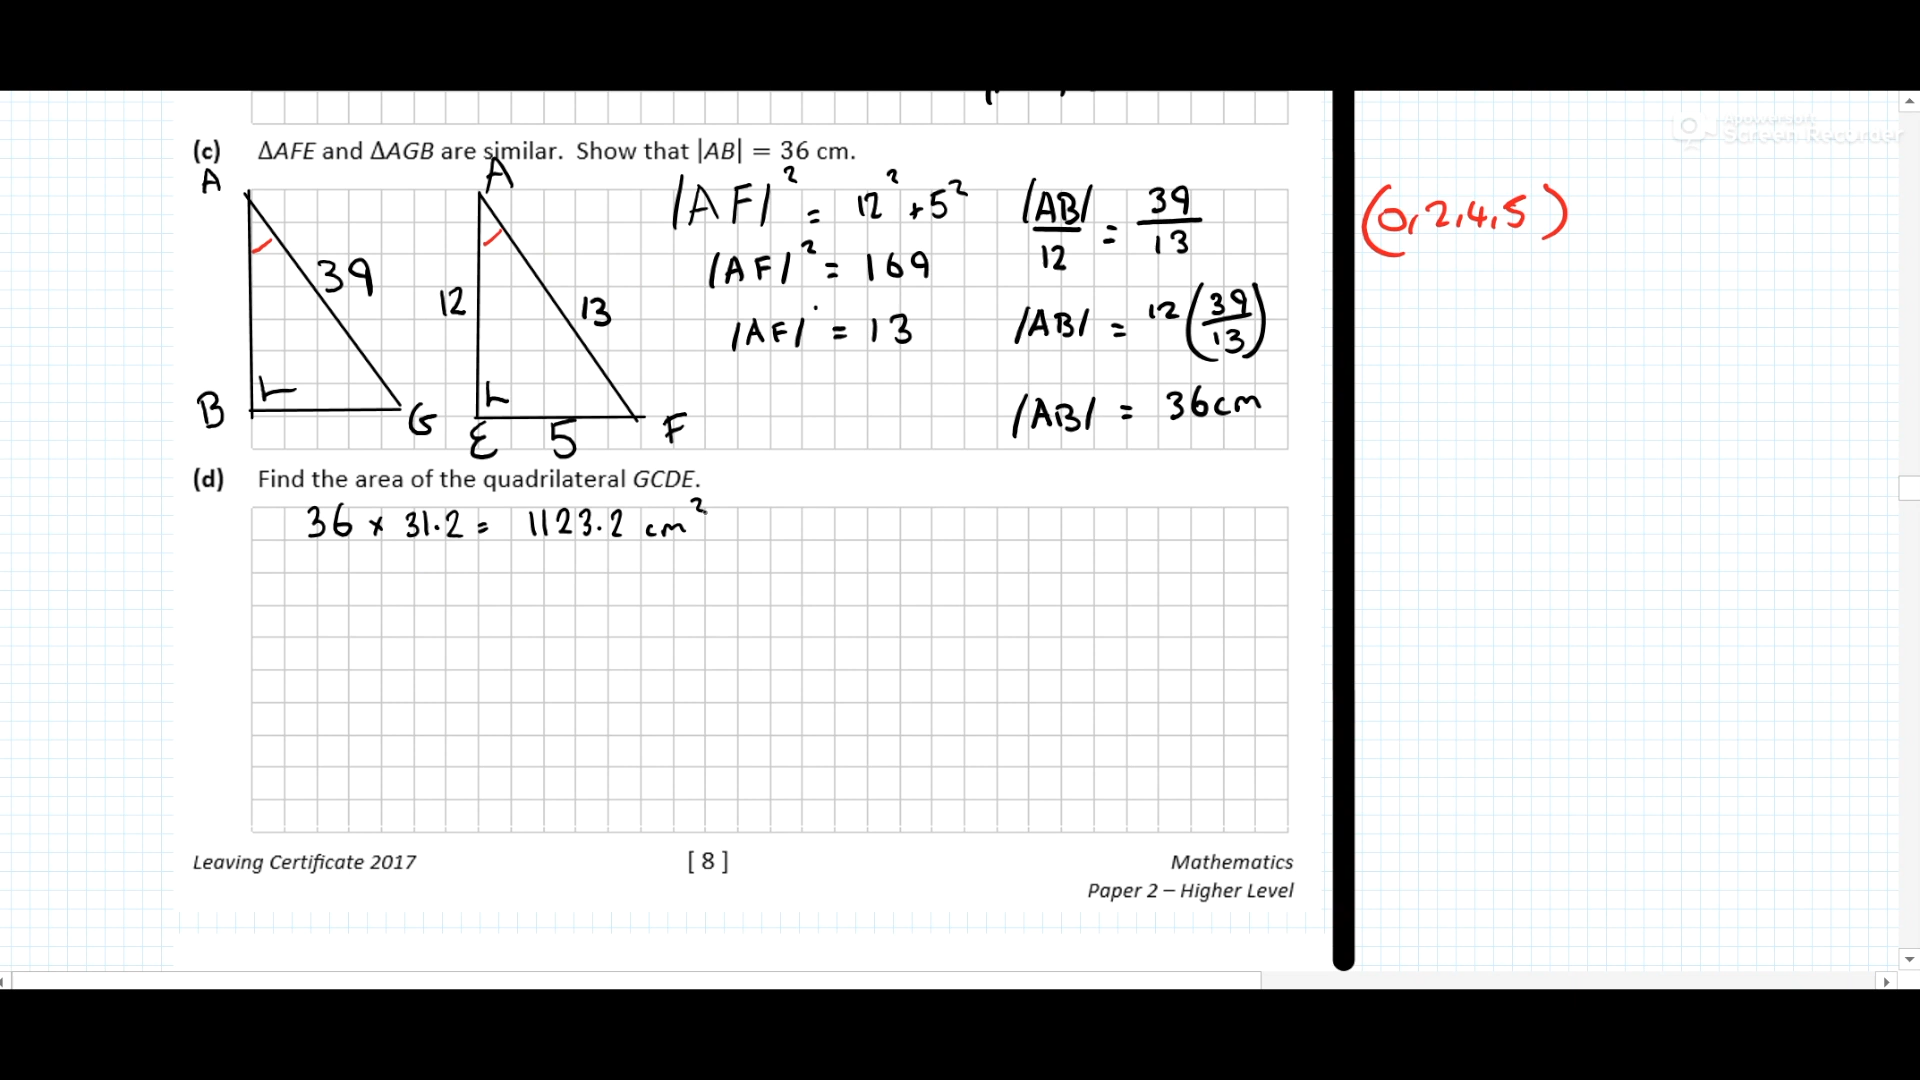 (c) ΔAFE and ΔAGB are similar. Show that |AB| = 36 cm.
A
39
B
G
A
12
13
E
5
F
|AF|² = 12² + 5²
|AF|² = 169
|AF| = 13
|AB|/12 = 39/13
|AB| = 12(39/13)
|AB| = 36cm
(0, 2, 4, 5)
(d) Find the area of the quadrilateral GCDE.
36 × 31.2 = 1123.2 cm²
Leaving Certificate 2017
[ 8 ]
Mathematics
Paper 2 – Higher Level
Apowersoft
Screen Recorder